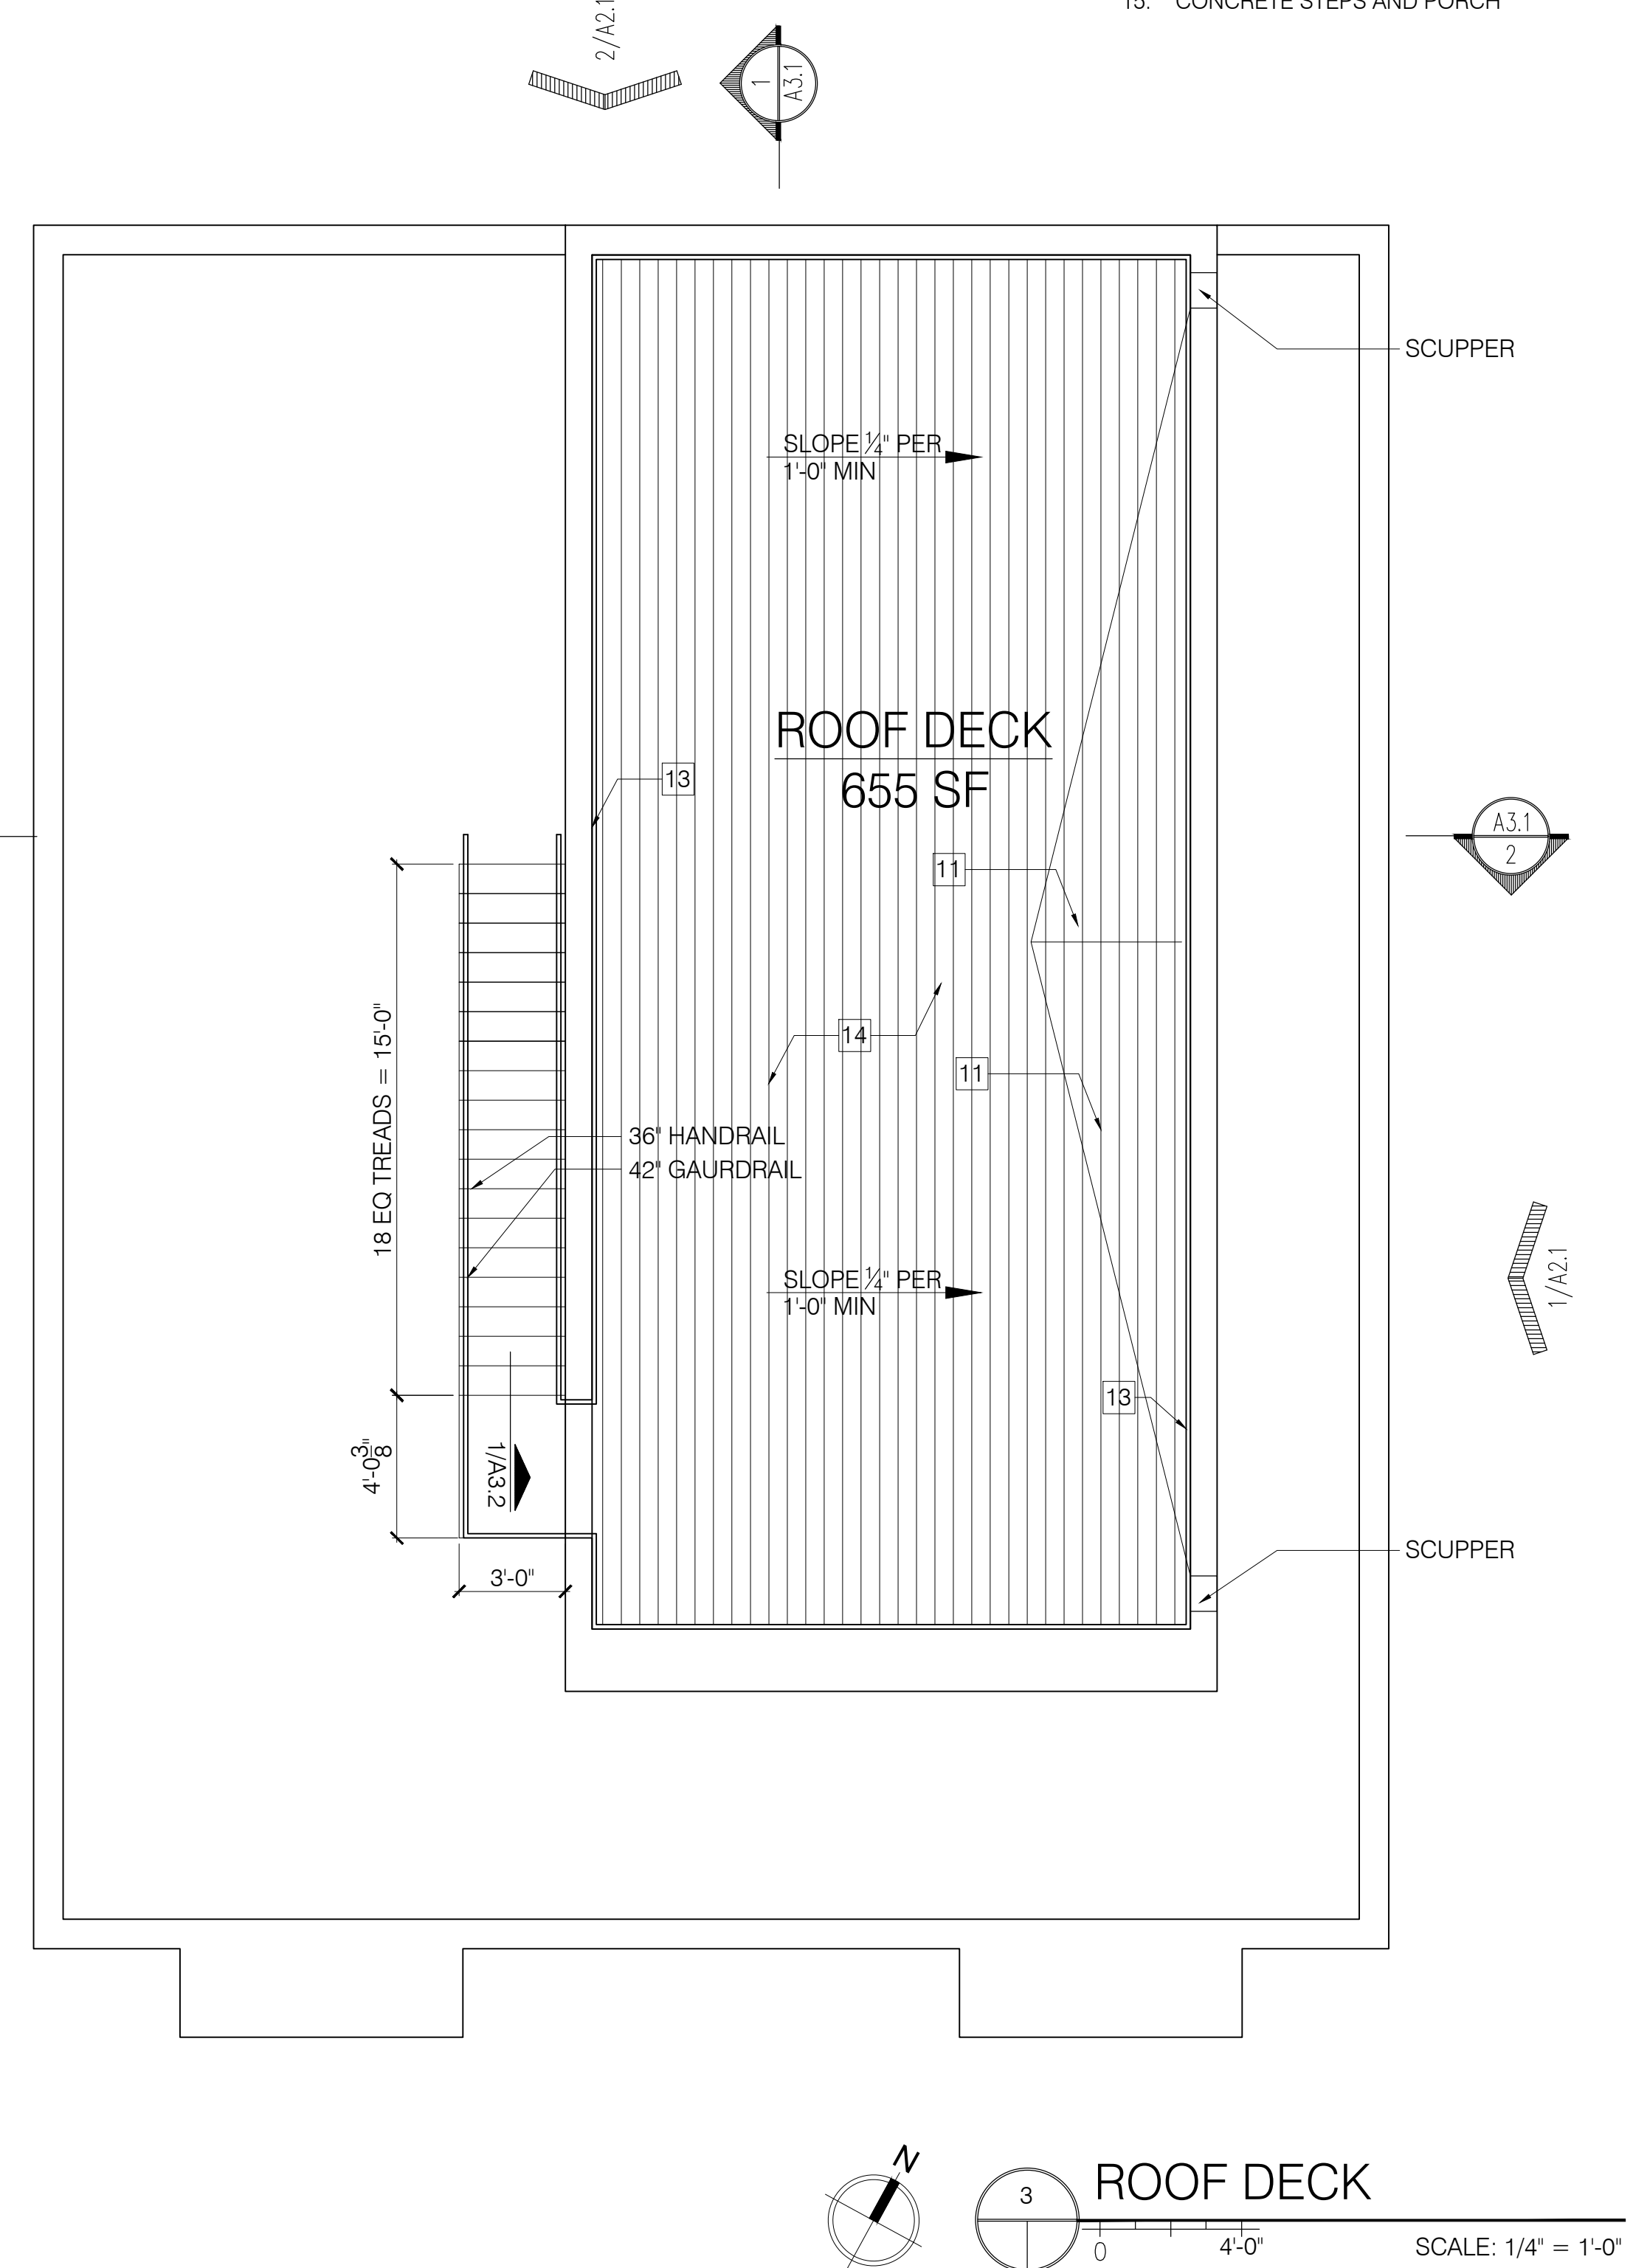 15. CONCRETE STEPS AND PORCH
2/A2.1
1
A3.1
SCUPPER
SLOPE 1/4" PER
1'-0" MIN
ROOF DECK
655 SF
13
A3.1
2
11
18 EQ TREADS = 15'-0"
14
11
36" HANDRAIL
42" GAURDRAIL
1/A2.1
SLOPE 1/4" PER
1'-0" MIN
13
4'-0 3/8"
1/A3.2
SCUPPER
3'-0"
N
3
ROOF DECK
0
4'-0"
SCALE: 1/4" = 1'-0"